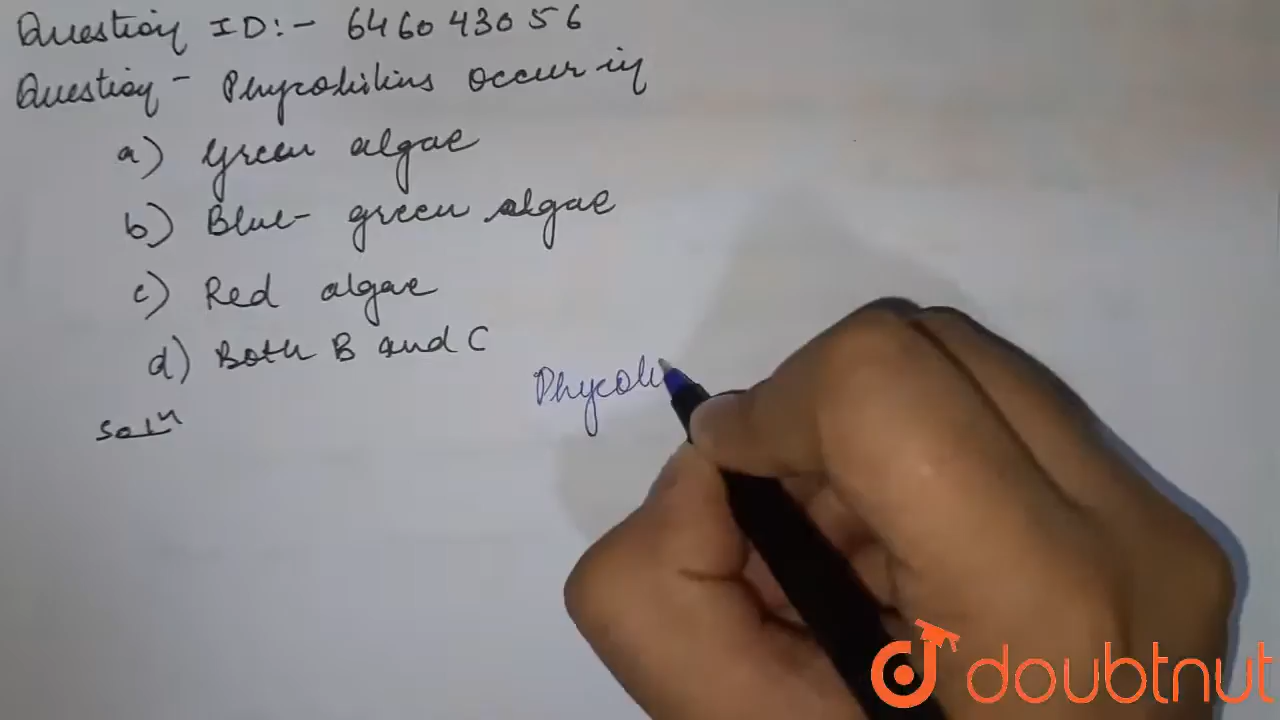 Question ID:- 646043056
Question - Phycobilins occur in
a) Green algae
b) Blue- green algae
c) Red algae
d) Both B and C
Soln
Phycobi
doubtnut